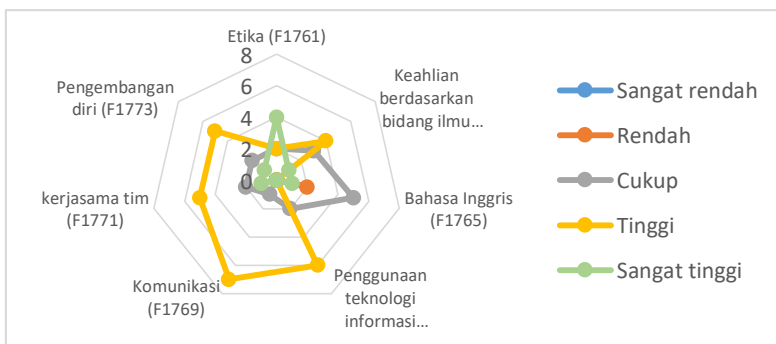 Etika (F1761)
8
6
4
2
0
Keahlian
berdasarkan
bidang ilmu...
Bahasa Inggris
(F1765)
Penggunaan
teknologi
informasi...
Komunikasi
(F1769)
kerjasama tim
(F1771)
Pengembangan
diri (F1773)
Sangat rendah
Rendah
Cukup
Tinggi
Sangat tinggi